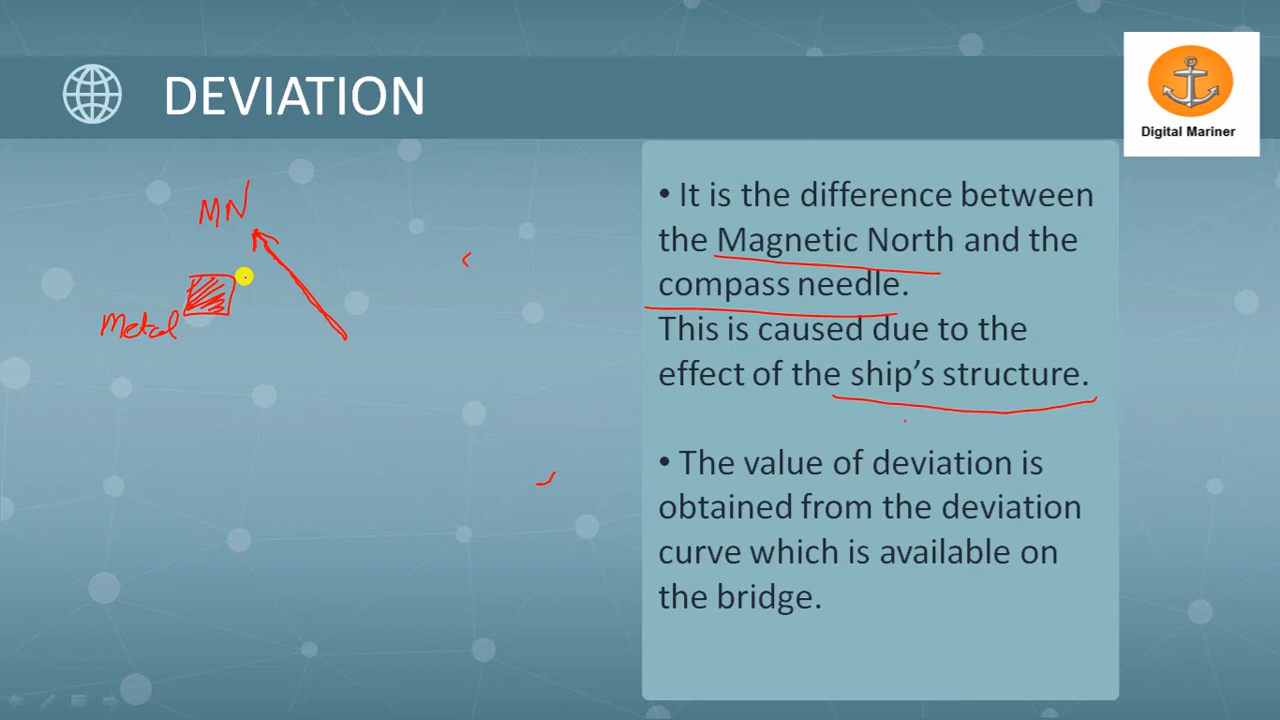 DEVIATION
Digital Mariner
MN
Metal
• It is the difference between
the Magnetic North and the
compass needle.
This is caused due to the
effect of the ship's structure.
• The value of deviation is
obtained from the deviation
curve which is available on
the bridge.